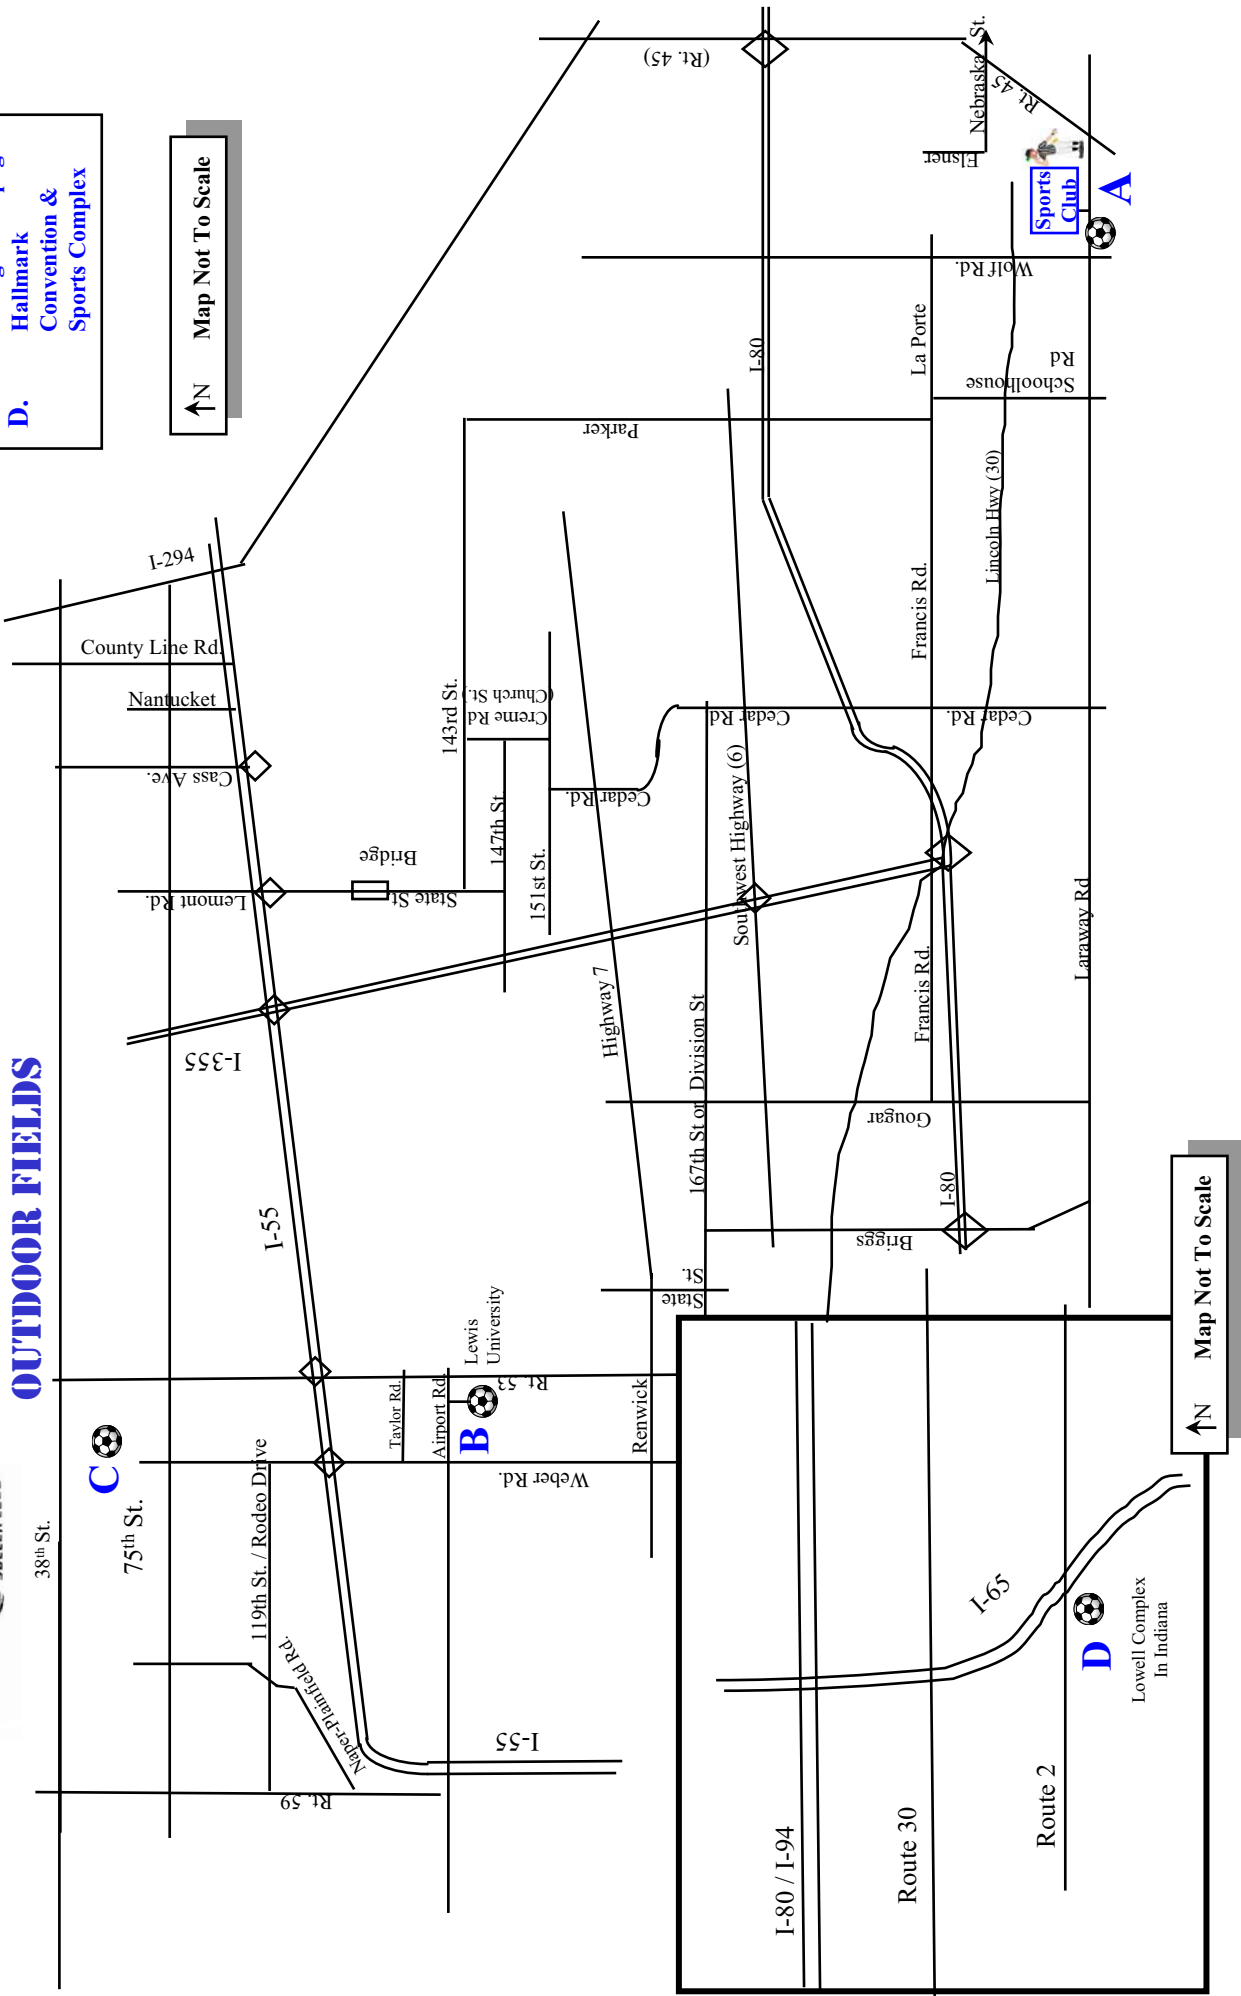 OUTDOOR FIELDS
D. Hallmark
Convention &
Sports Complex
N Map Not To Scale
38th St.
C
75th St.
119th St. / Rodeo Drive
Naper-Plainfield Rd.
Rt. 59
I-55
I-55
Weber Rd.
Taylor Rd.
Airport Rd.
B
Lewis
University
Rt. 53
Renwick
I-355
Lemont Rd.
Cass Ave.
Nantucket
County Line Rd.
I-294
Bridge
State St
143rd St.
147th St.
151st St.
Creme Rd
(Church St.)
Cedar Rd.
Parker
Highway 7
State
St.
167th St or Division St
Southwest Highway (6)
Cedar Rd
Cedar Rd.
Cedar Rd.
I-80
(Rt. 45)
Gougar
Briggs
I-80
Francis Rd.
Francis Rd.
La Porte
Lincoln Hwy (30)
Schoolhouse
Rd
Wolf Rd.
Elsner
Nebraska St.
Rt. 45
Sports
Club
A
Laraway Rd
I-80 / I-94
Route 30
Route 2
I-65
D
Lowell Complex
In Indiana
N Map Not To Scale